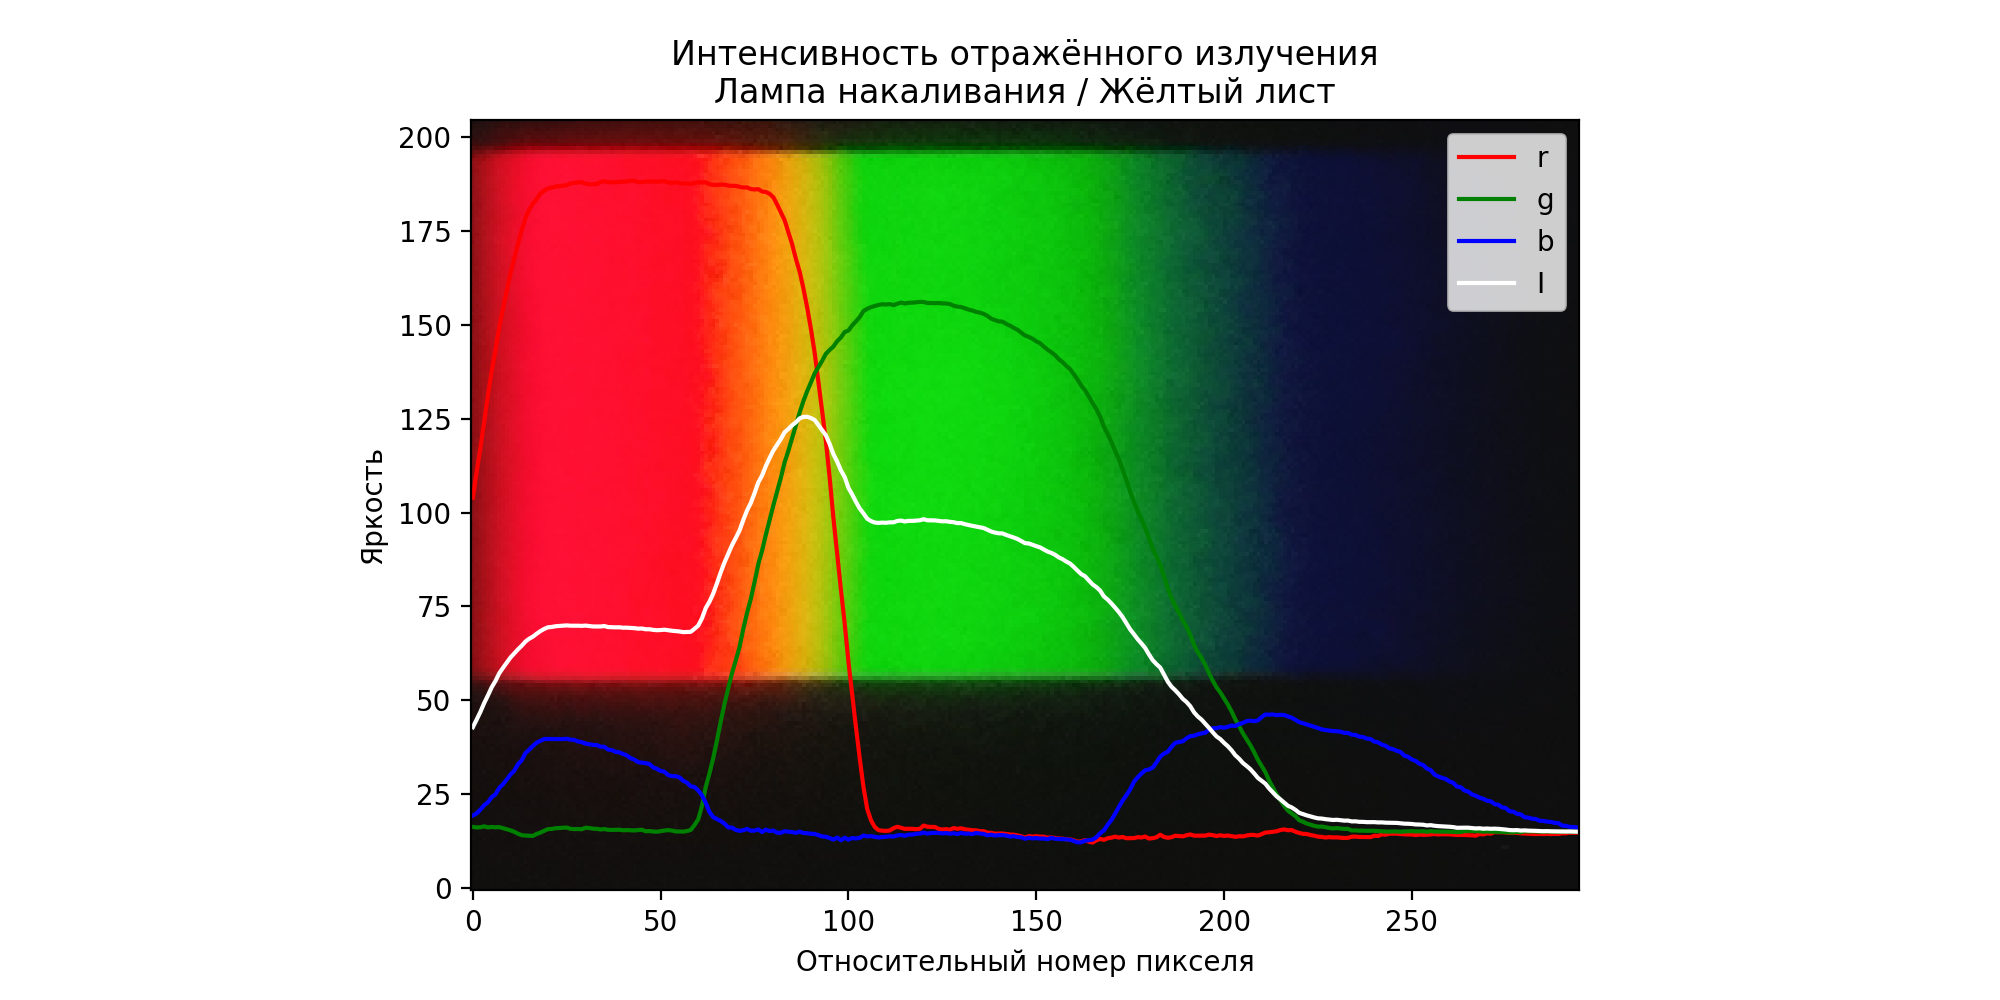 Интенсивность отражённого излучения
Лампа накаливания / Жёлтый лист
200
175
150
125
100
75
50
25
0
Яркость
r
g
b
l
0
50
100
150
200
250
Относительный номер пикселя